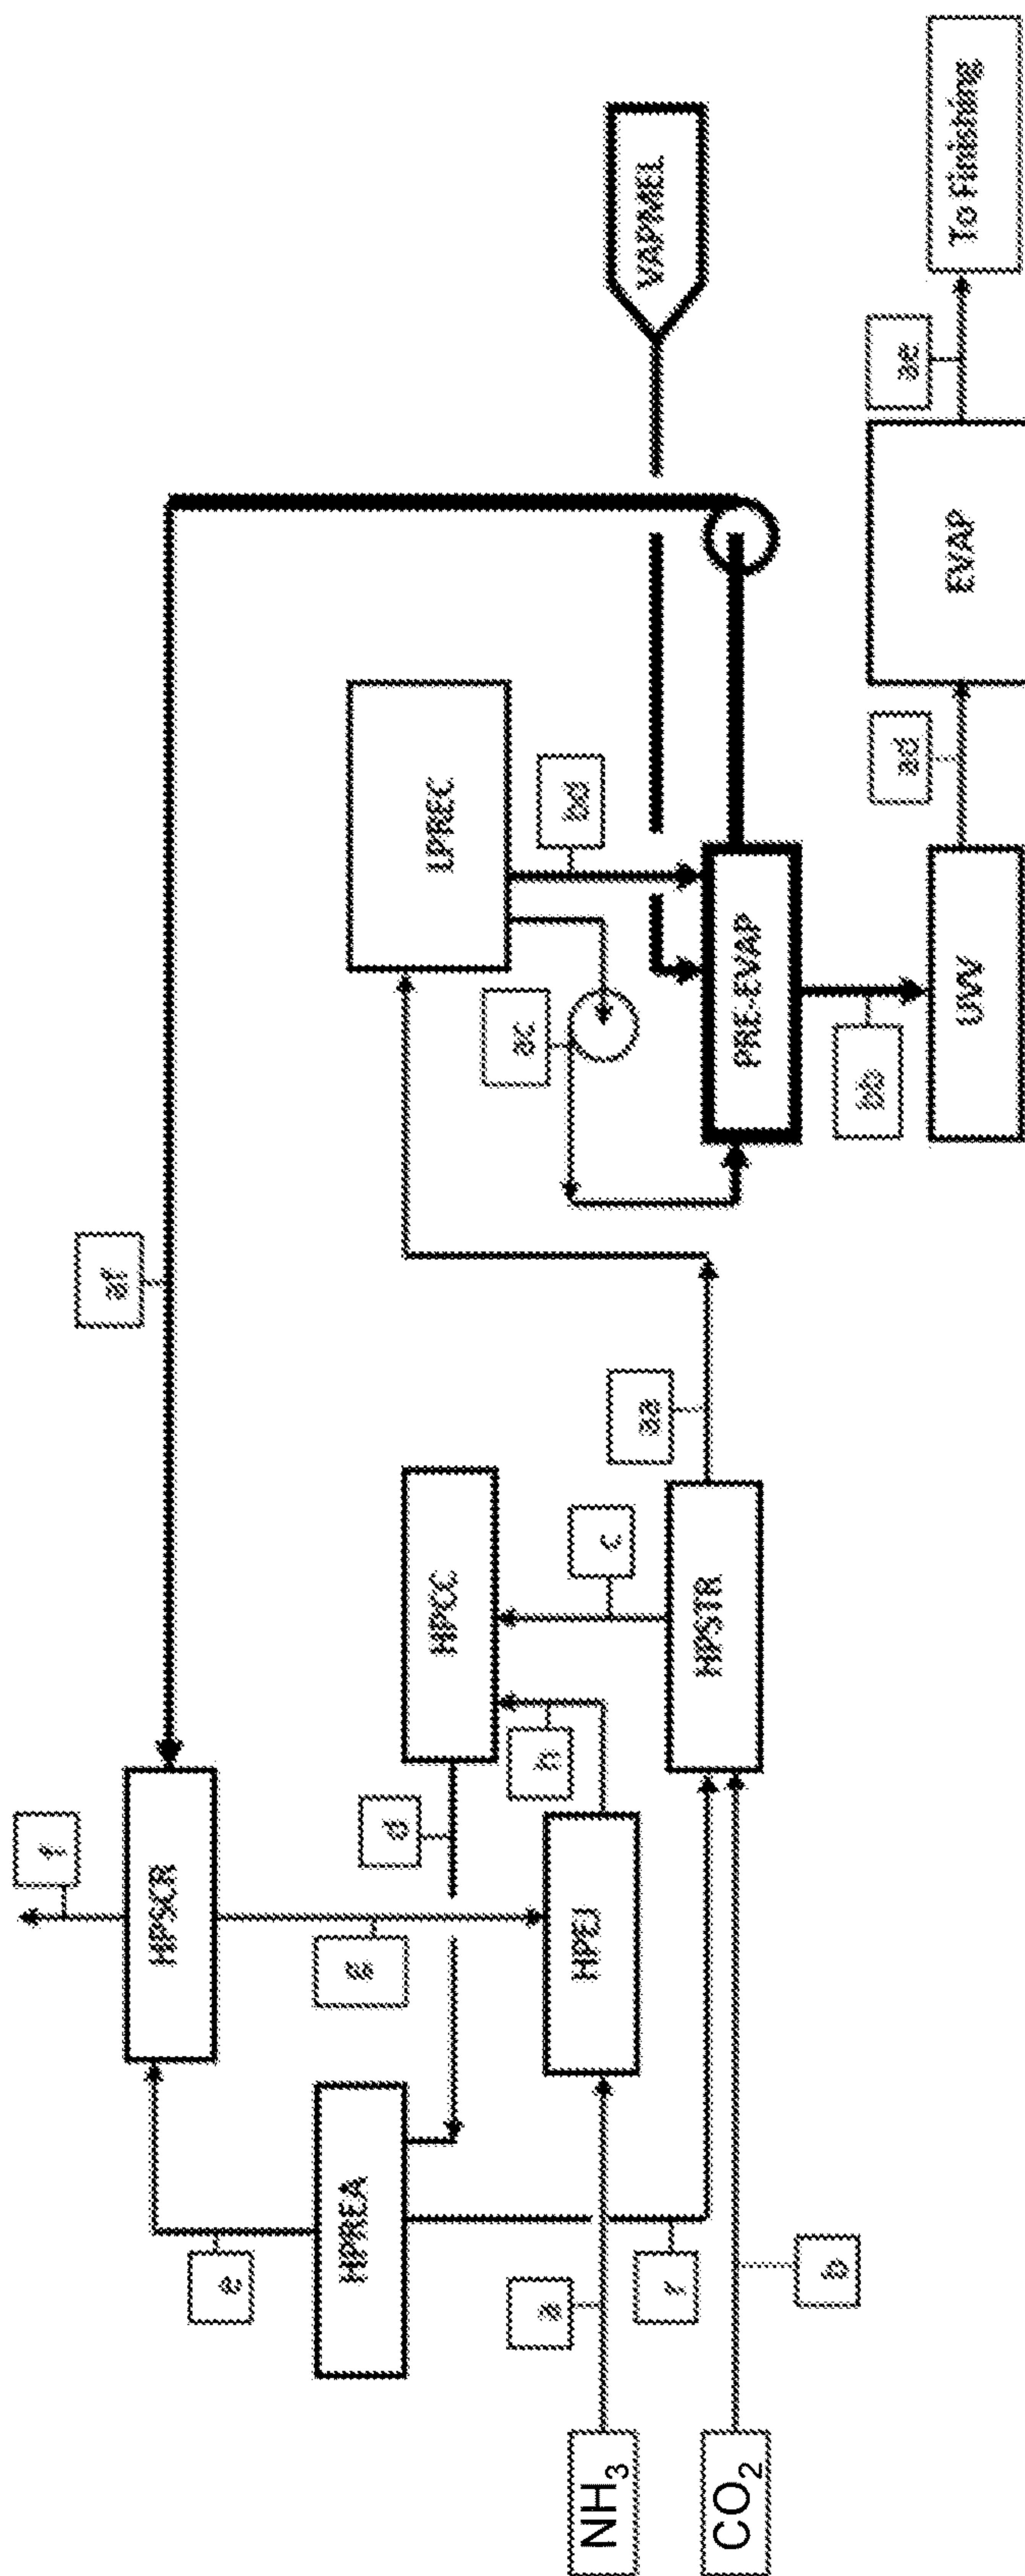 f
af
HPSCR
e
g
d
HPREA
HPCC
LPREC
VAPMEL
h
c
ac
bd
a
HPEJ
aa
NH3
r
HPSTR
PRE-EVAP
CO2
b
bb
ad
ae
UW
EVAP
To Finishing